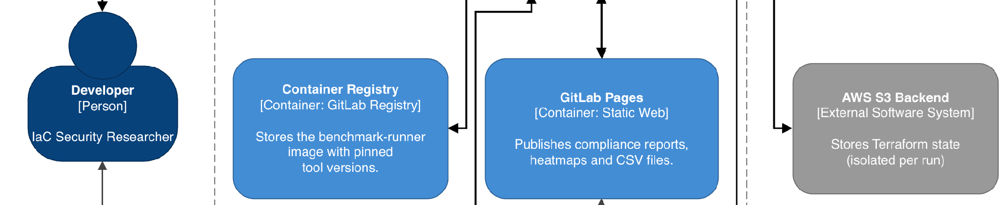 Developer
[Person]
IaC Security Researcher
Container Registry
[Container: GitLab Registry]
Stores the benchmark-runner
image with pinned
tool versions.
GitLab Pages
[Container: Static Web]
Publishes compliance reports,
heatmaps and CSV files.
AWS S3 Backend
[External Software System]
Stores Terraform state
(isolated per run)